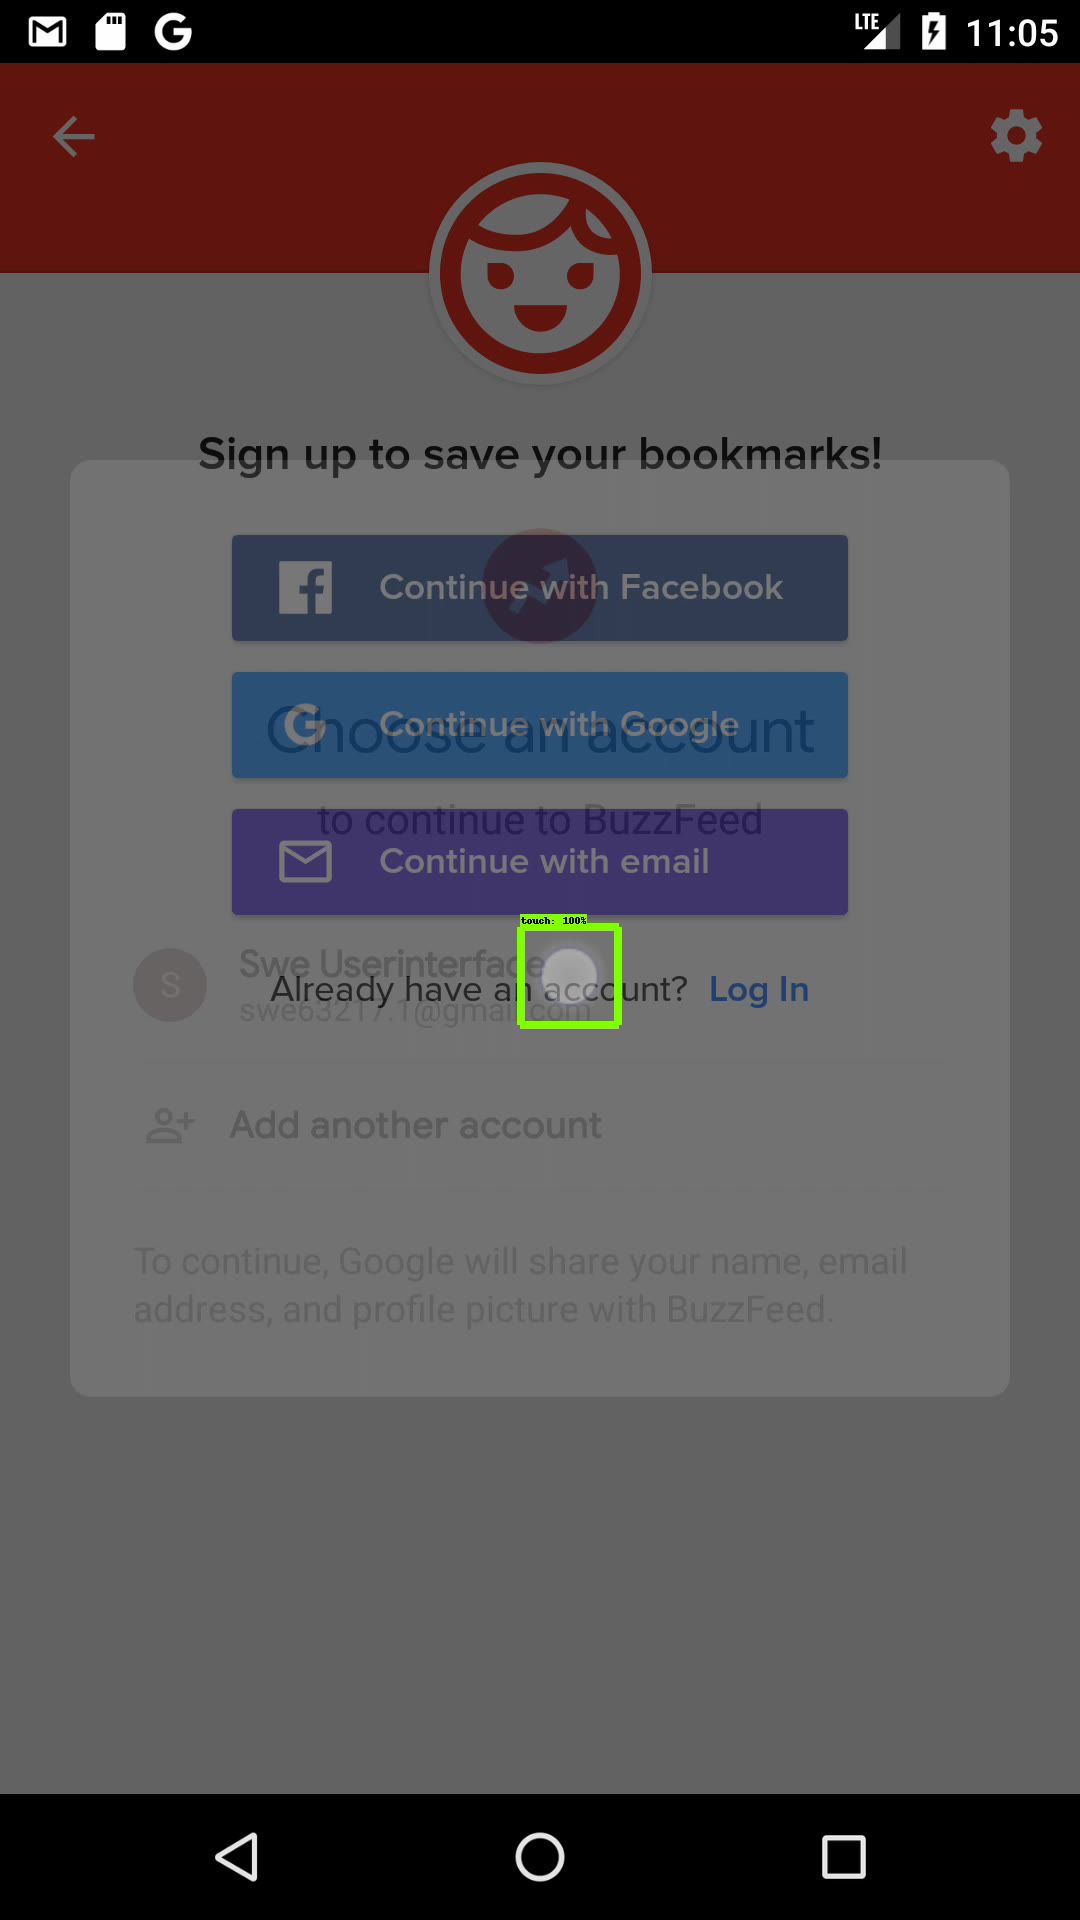 LTE 11:05
Sign up to save your bookmarks!
Continue with Facebook
Continue with Google
Choose an account
to continue to BuzzFeed
Continue with email
touch: 100%
S
Swe Userinterface
Already have an account? Log In
swe63217.1@gmail.com
Add another account
To continue, Google will share your name, email
address, and profile picture with BuzzFeed.